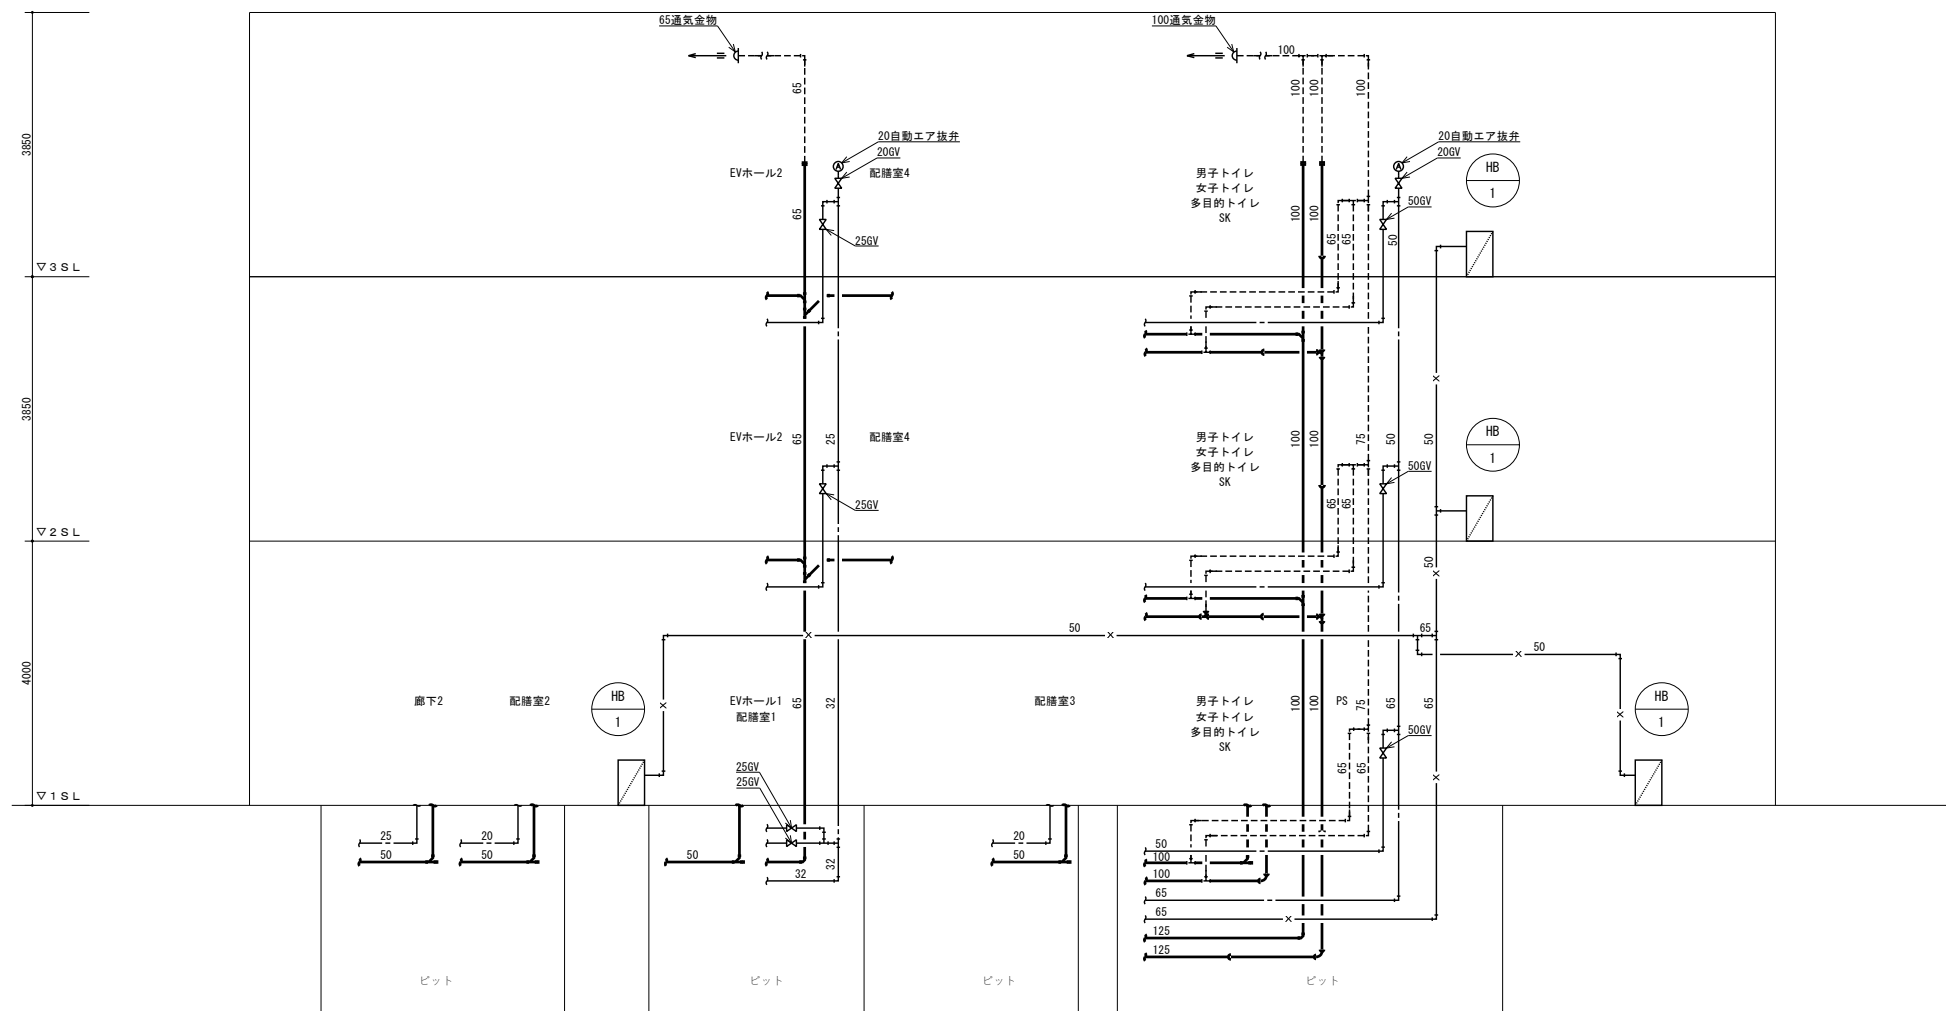 65通気金物
100通気金物
100
65
100
100
100
3850
20自動エア抜弁
20GV
20自動エア抜弁
20GV
EVホール2
配膳室4
男子トイレ
女子トイレ
多目的トイレ
SK
HB
1
65
25GV
100
100
65
65
50
50GV
▽3SL
3850
EVホール2
65
25
配膳室4
男子トイレ
女子トイレ
多目的トイレ
SK
100
100
75
50
50
HB
1
50GV
25GV
65
65
▽2SL
50
50
65
50
4000
廊下2
配膳室2
HB
1
EVホール1
配膳室1
65
32
配膳室3
男子トイレ
女子トイレ
多目的トイレ
SK
100
100
PS
75
65
65
HB
1
50GV
65
65
25GV
25GV
▽1SL
25
50
20
50
50
32
32
20
50
50
100
100
65
65
125
125
ピット
ピット
ピット
ピット